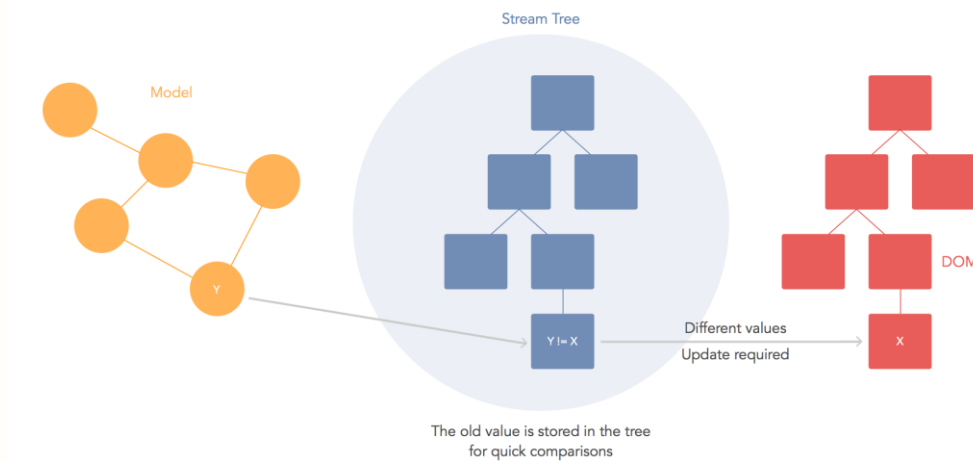 Stream Tree
Model
DOM
Y
Different values
Y != X
X
Update required
The old value is stored in the tree
for quick comparisons